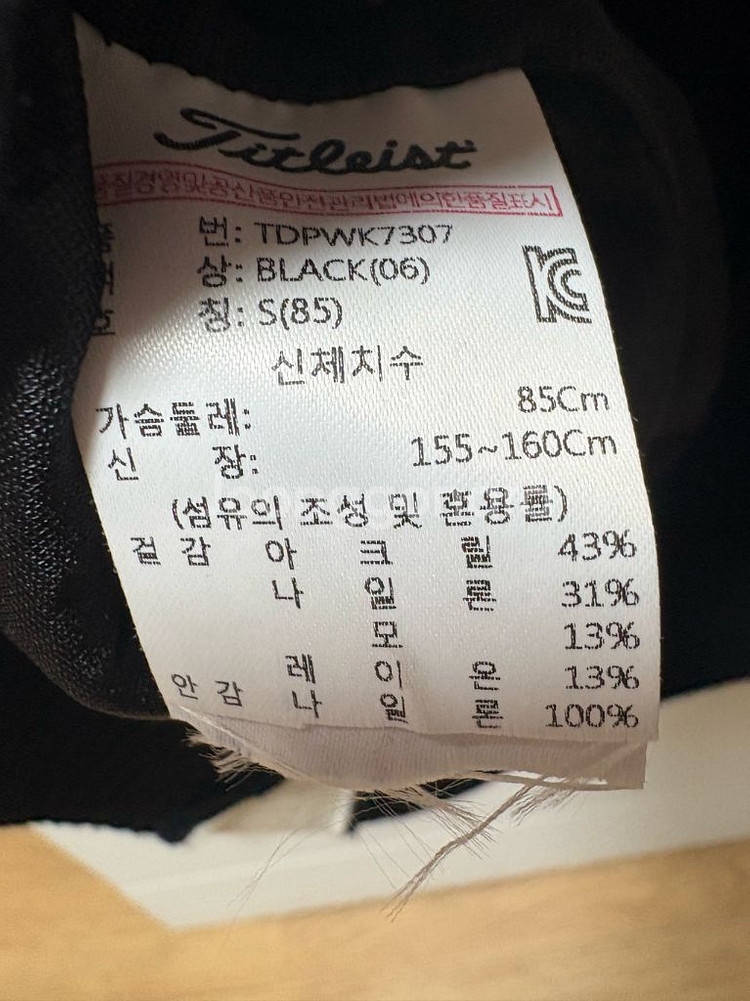 Titleist
품질경영및공산품안전관리법에의한품질표시
품 번: TDPWK7307
색 상: BLACK(06)
호 칭: S(85)
신체치수
가슴둘레: 85Cm
신 장: 155~160Cm
(섬유의 조성 및 혼용률)
겉감 아크릴 43%
나일론 31%
모 13%
레이온 13%
안감 나일론 100%